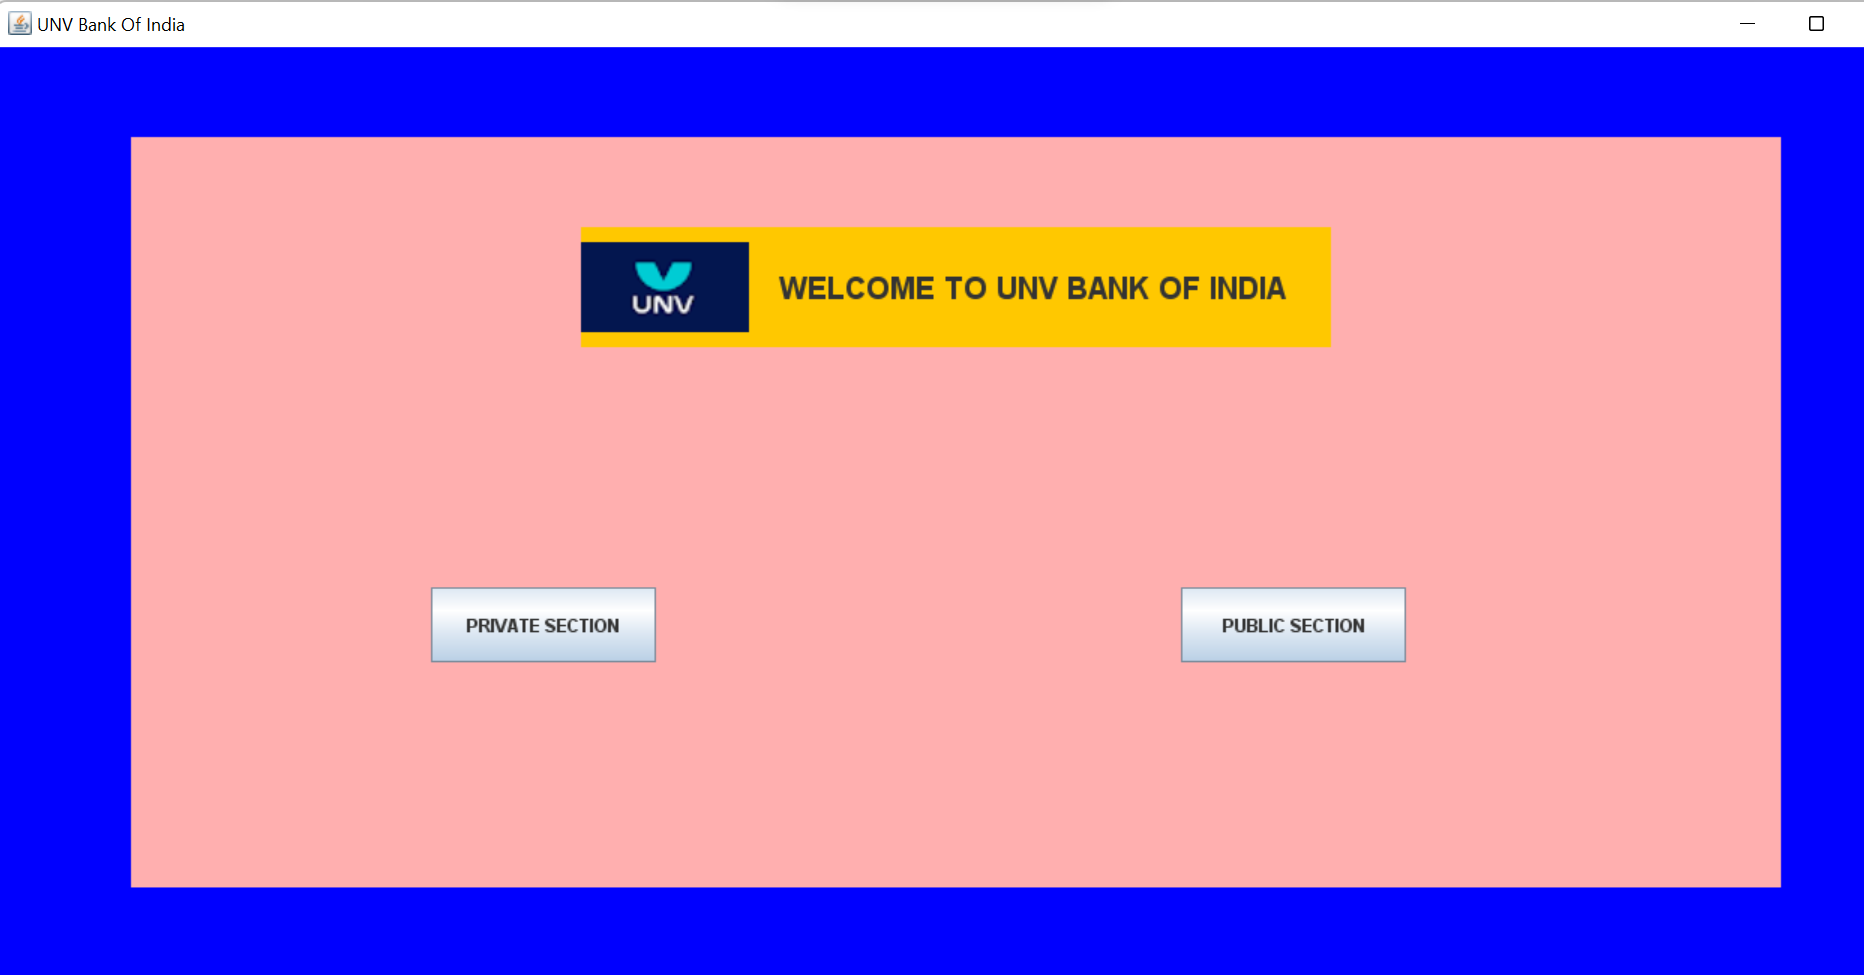 UNV Bank Of India
UNV
WELCOME TO UNV BANK OF INDIA
PRIVATE SECTION
PUBLIC SECTION